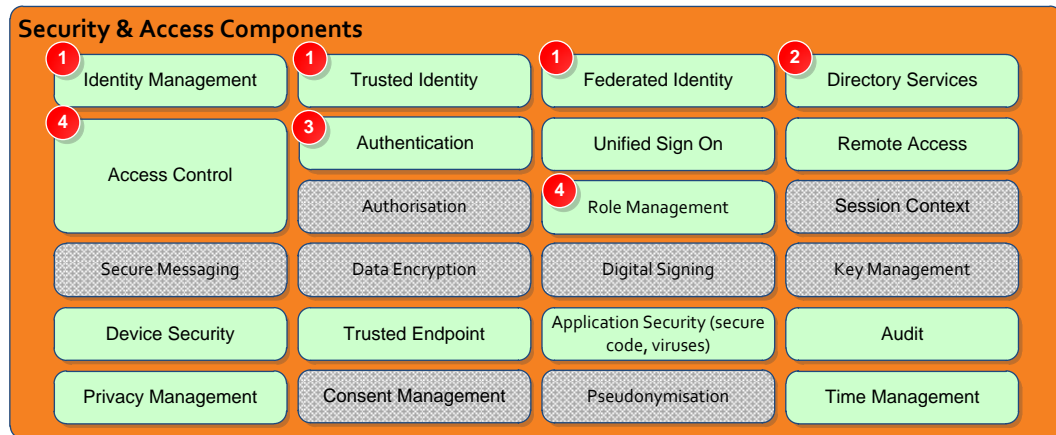 Security & Access Components
1
Identity Management
1
Trusted Identity
1
Federated Identity
2
Directory Services
4
Access Control
3
Authentication
Unified Sign On
Remote Access
Authorisation
4
Role Management
Session Context
Secure Messaging
Data Encryption
Digital Signing
Key Management
Device Security
Trusted Endpoint
Application Security (secure
code, viruses)
Audit
Privacy Management
Consent Management
Pseudonymisation
Time Management